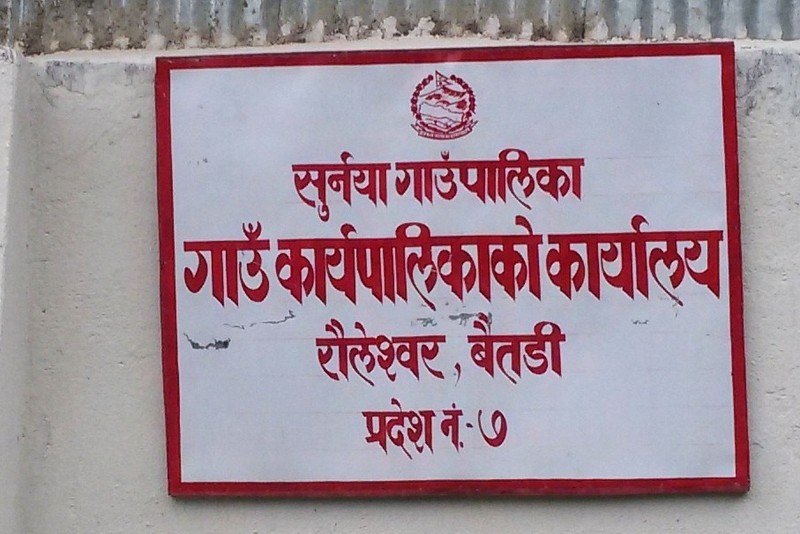 सुर्नया गाउँपालिका
गाउँ कार्यपालिकाको कार्यालय
रौलेश्वर, बैतडी
प्रदेश नं.-७